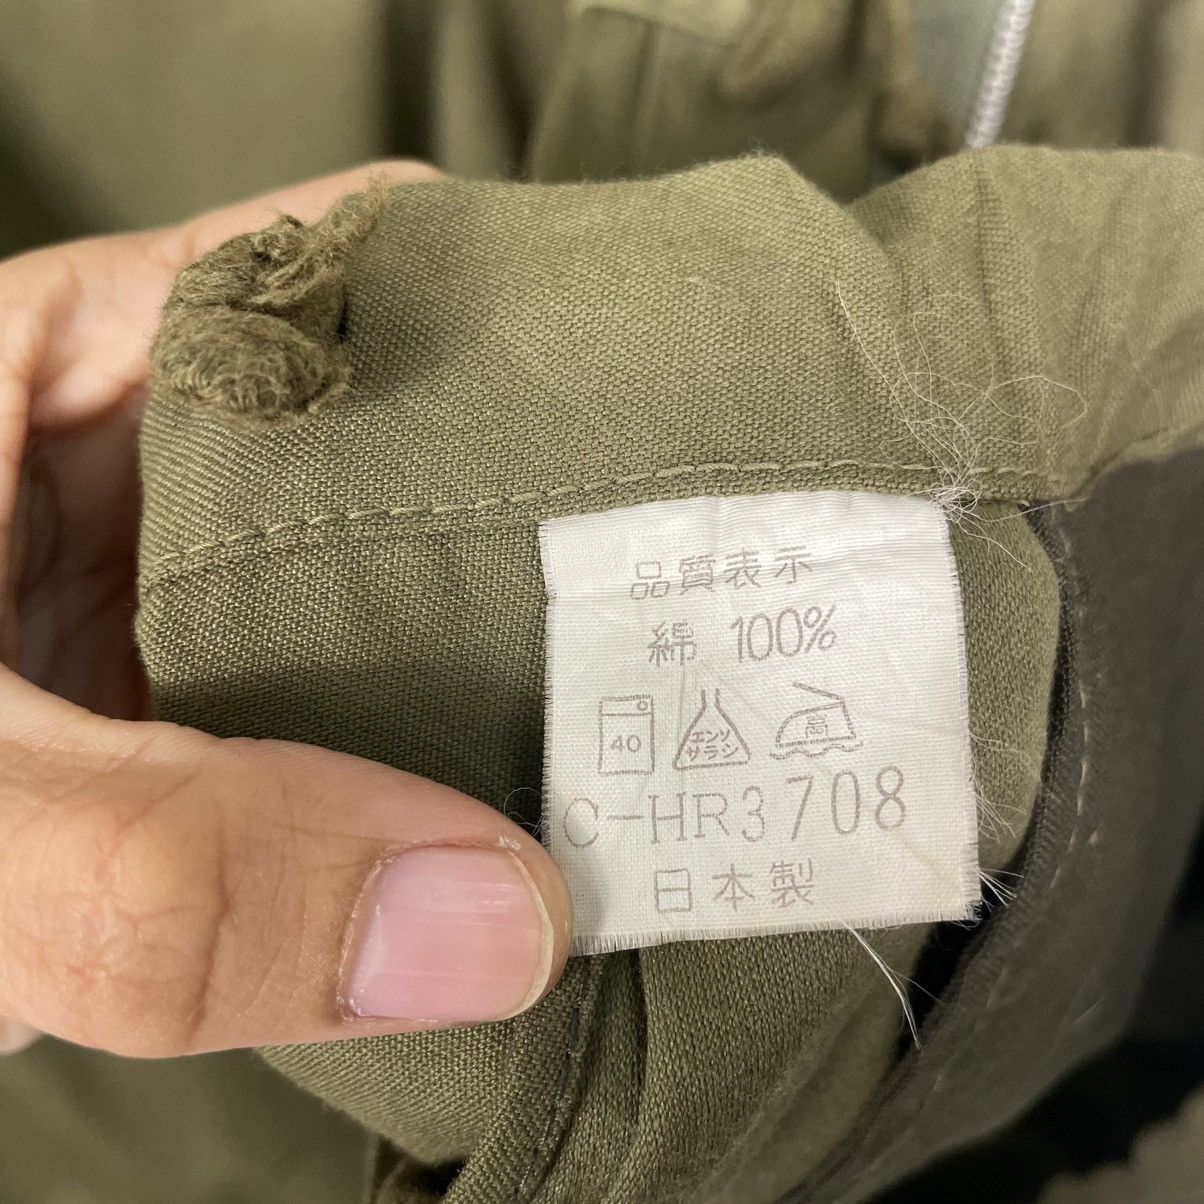 品質表示
綿 100%
40 エンソ サラシ 高
C-HR3708
日本製